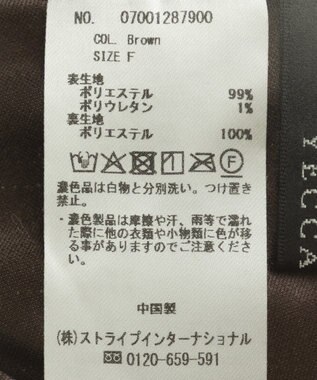 NO. 07001287900
COL. Brown
SIZE F
表生地
ポリエステル 99%
ポリウレタン 1%
裏生地
ポリエステル 100%
濃色品は白物と分別洗い。つけ置き
禁止。
・濃色製品は摩擦や汗、雨等で濡れ
た際に他の衣類や小物類に色が移
る事がありますのでご注意くださ
い。
中国製
(株)ストライプインターナショナル
0120-659-591
YECCA